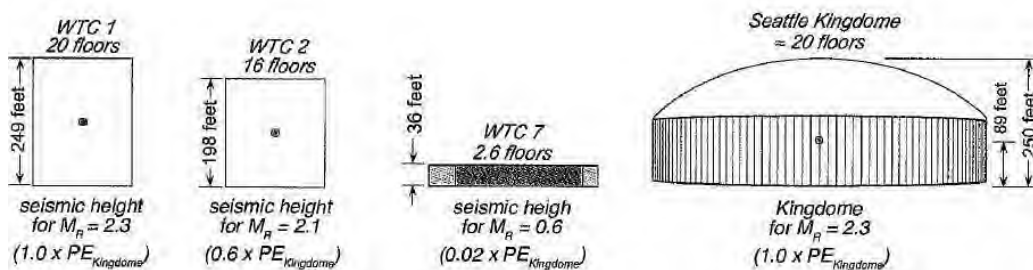 WTC 1
20 floors
249 feet
seismic height
for M_R = 2.3
(1.0 x PE_Kingdome)
WTC 2
16 floors
198 feet
seismic height
for M_R = 2.1
(0.6 x PE_Kingdome)
36 feet
WTC 7
2.6 floors
seismic heigh
for M_R = 0.6
(0.02 x PE_Kingdome)
Seattle Kingdome
≈ 20 floors
89 feet
250 feet
Kingdome
for M_R = 2.3
(1.0 x PE_Kingdome)